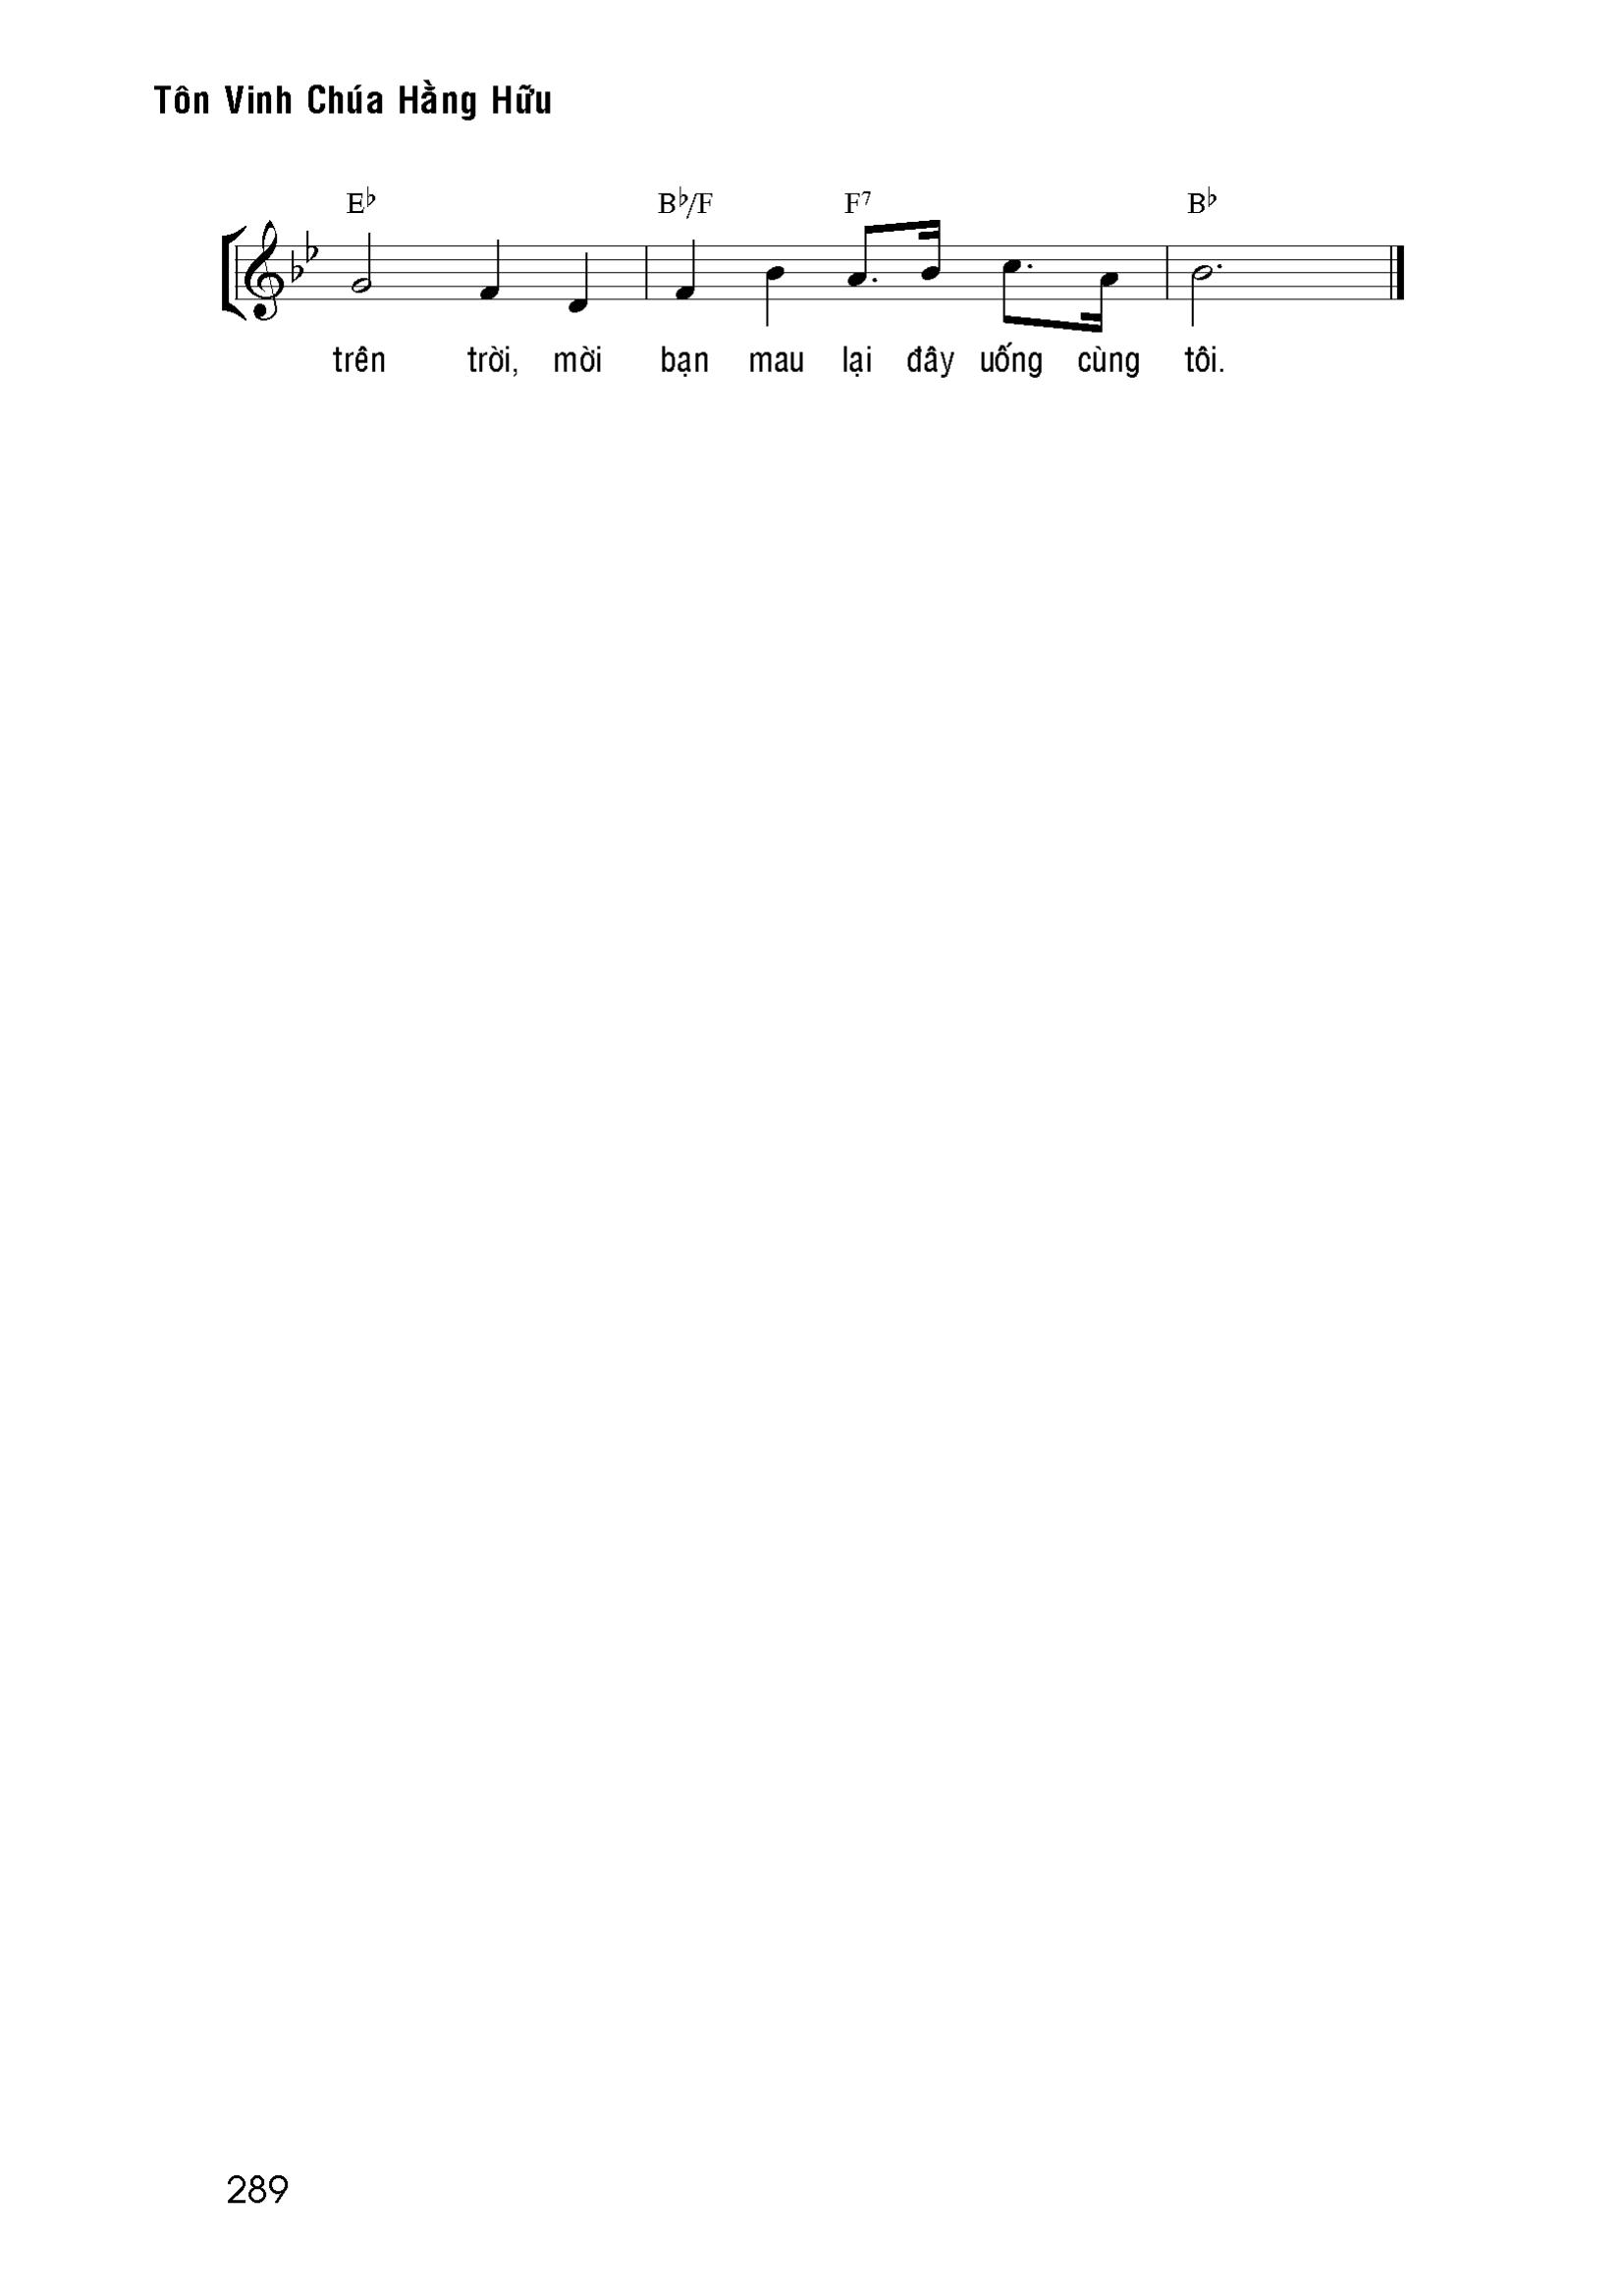 Tôn Vinh Chúa Hằng Hữu
E♭ B♭/F F7 B♭
trên trời, mời bạn mau lại đây uống cùng tôi.
289